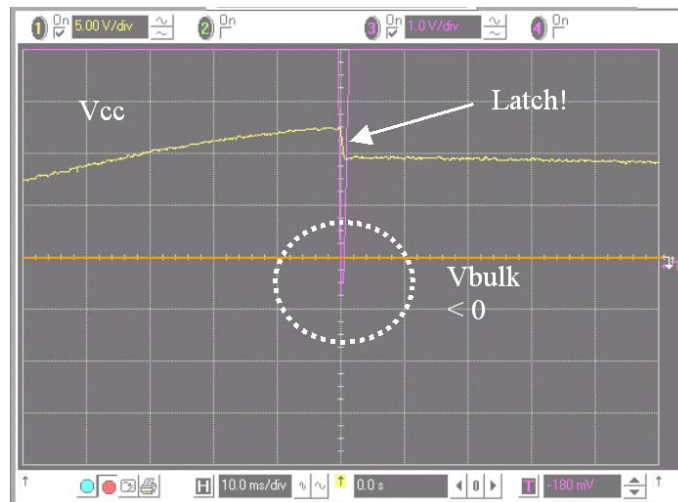 1 On 5.00 V/div 2 On 3 On 1.0 V/div 4 On
Vcc
Latch!
Vbulk
< 0
H 10.0 ms/div 0.0 s 0 T -180 mV